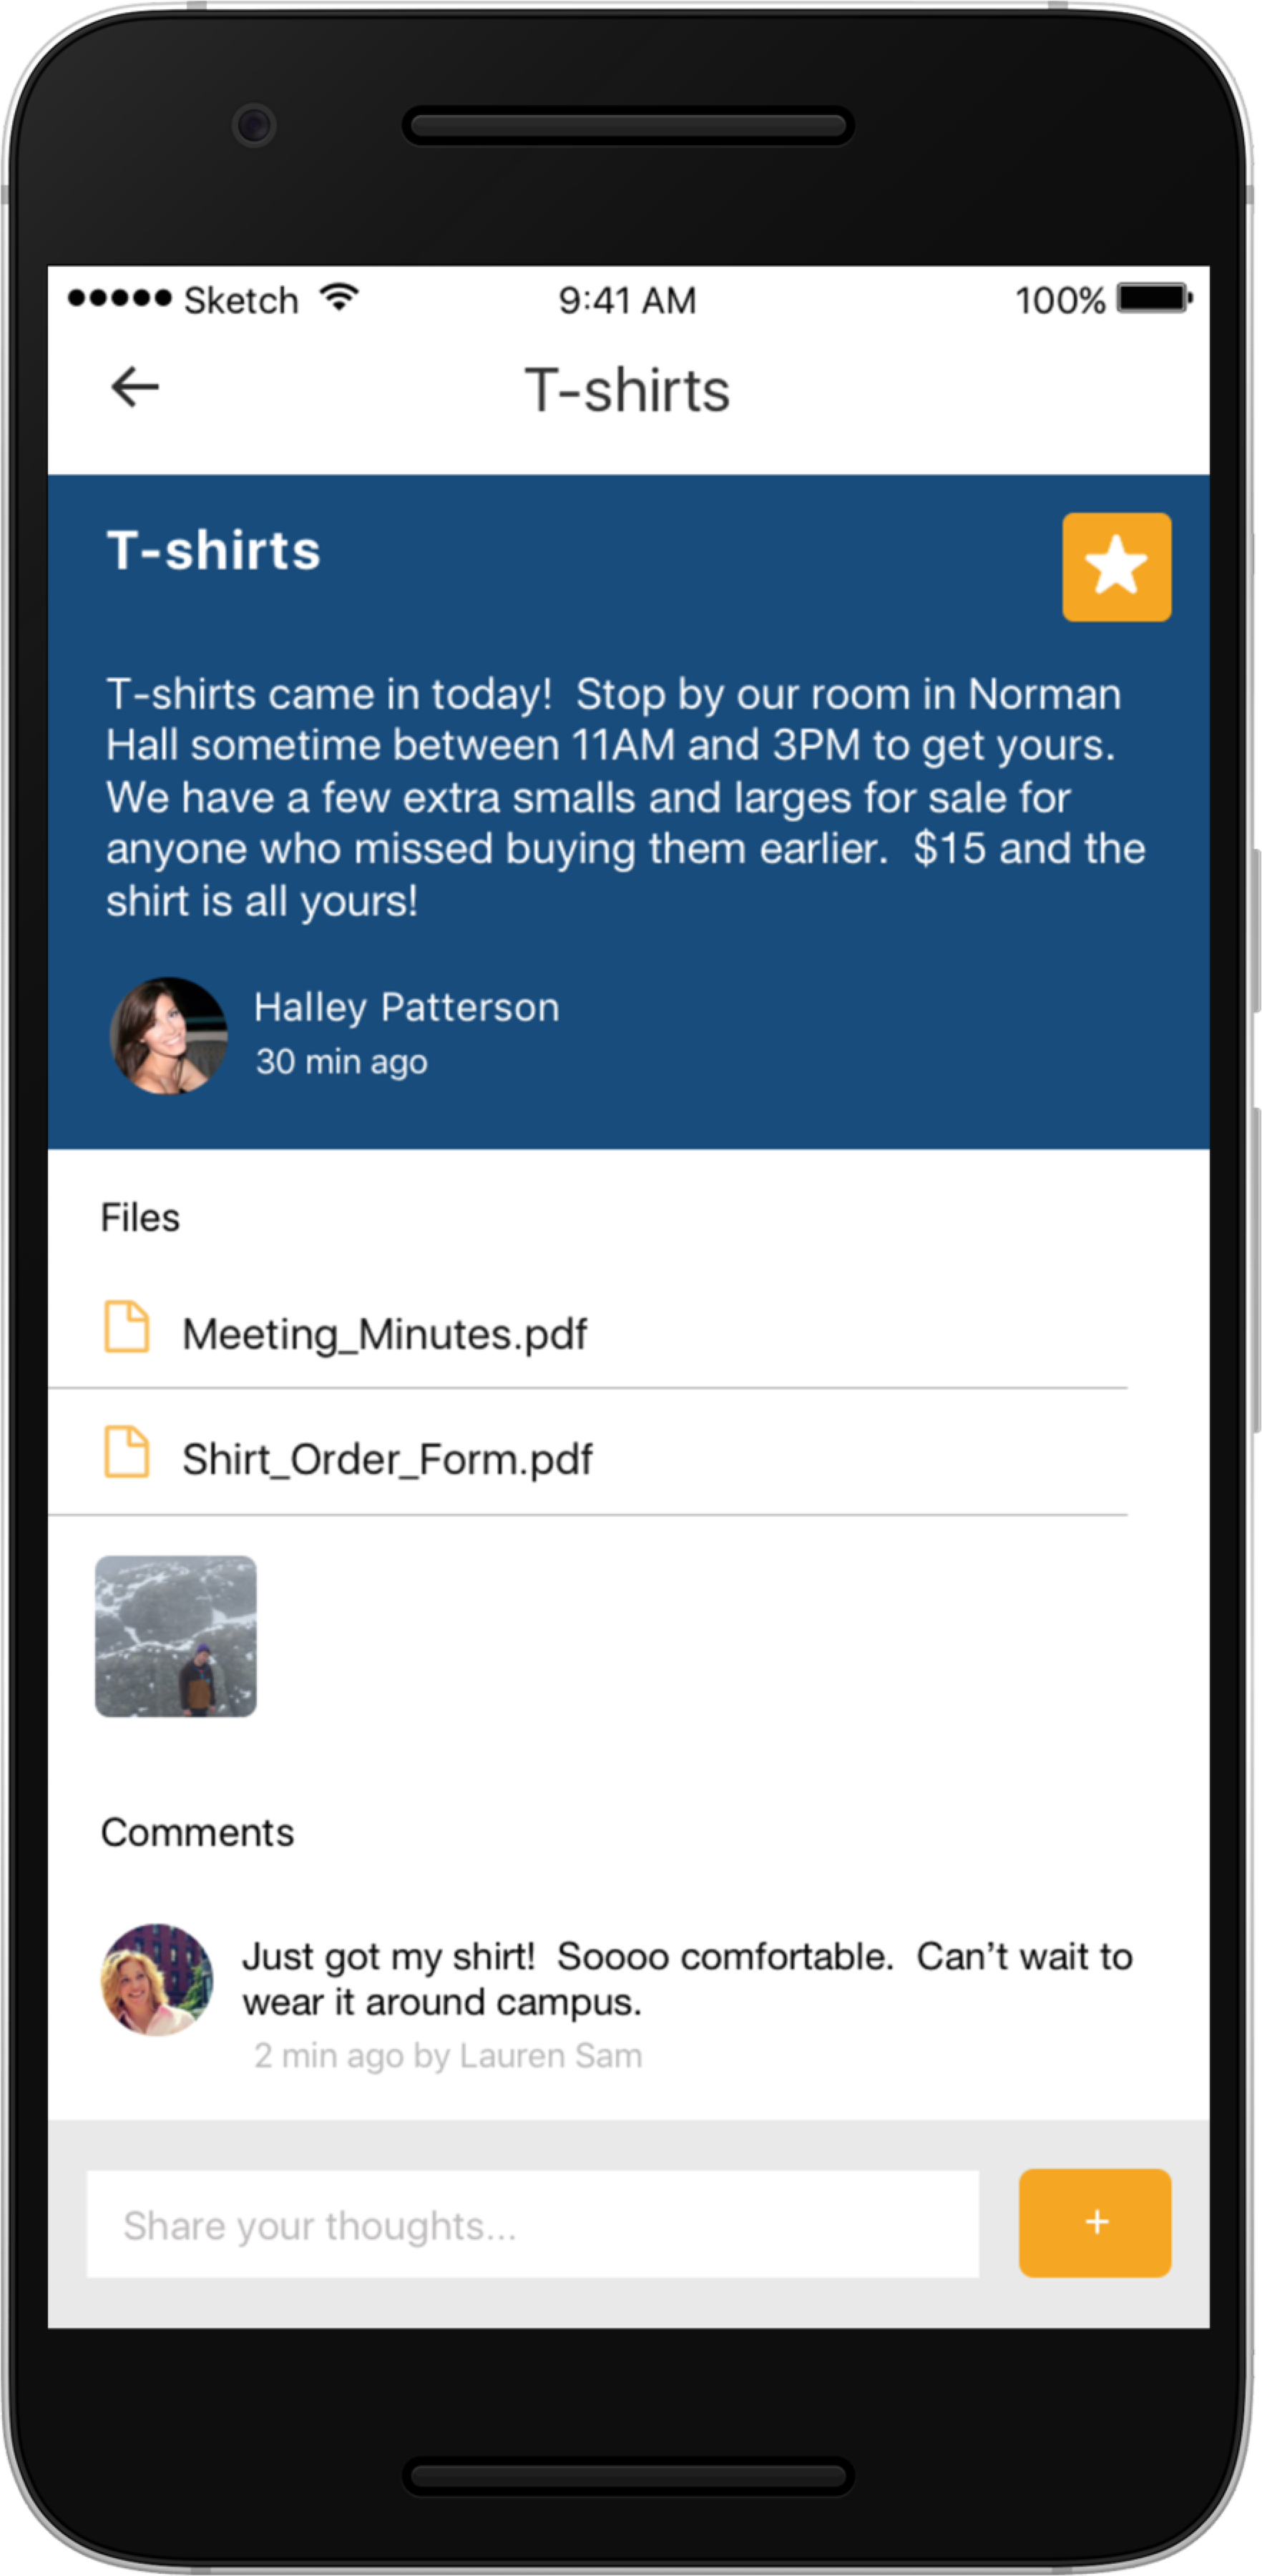 Sketch 9:41 AM 100%
T-shirts
T-shirts
T-shirts came in today!  Stop by our room in Norman
Hall sometime between 11AM and 3PM to get yours.
We have a few extra smalls and larges for sale for
anyone who missed buying them earlier.  $15 and the
shirt is all yours!
Halley Patterson
30 min ago
Files
Meeting_Minutes.pdf
Shirt_Order_Form.pdf
Comments
Just got my shirt!  Soooo comfortable.  Can’t wait to
wear it around campus.
2 min ago by Lauren Sam
Share your thoughts...
+